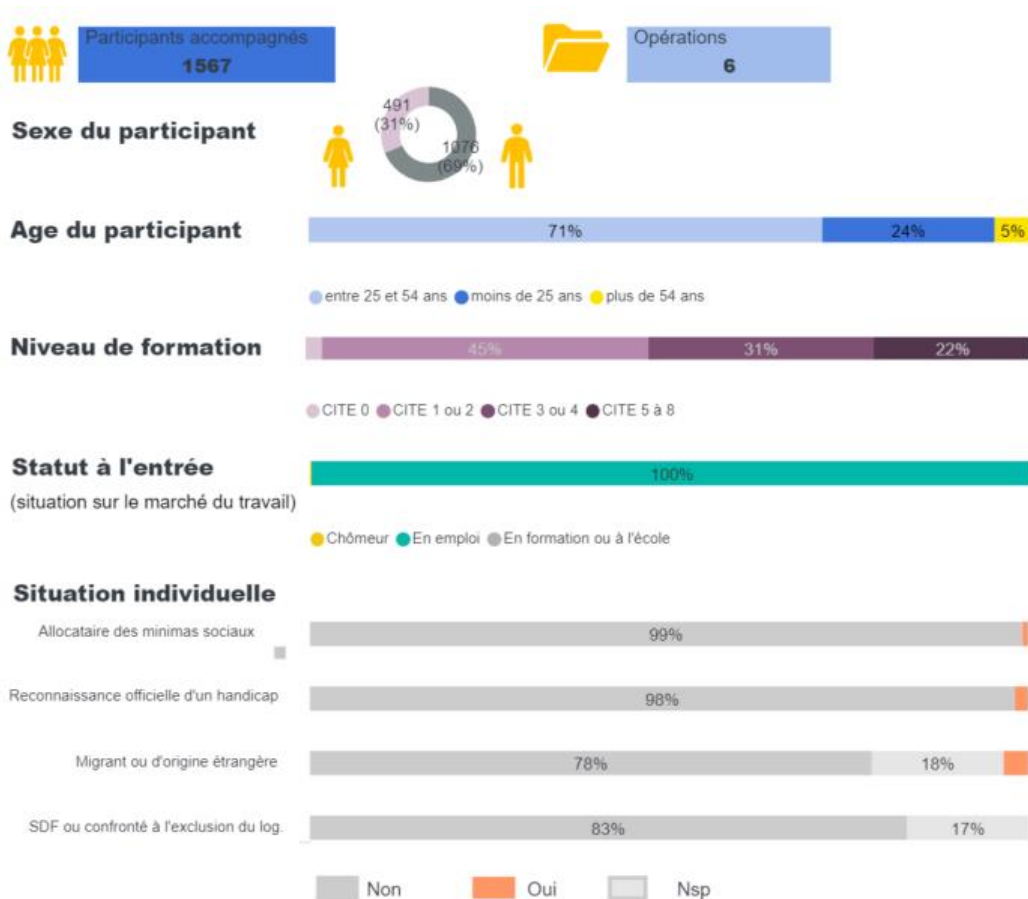 Participants accompagnés
1567
Opérations
6
Sexe du participant
491
(31%)
1076
(69%)
Age du participant
71%
24%
5%
entre 25 et 54 ans
moins de 25 ans
plus de 54 ans
Niveau de formation
45%
31%
22%
CITE 0
CITE 1 ou 2
CITE 3 ou 4
CITE 5 à 8
Statut à l'entrée
(situation sur le marché du travail)
100%
Chômeur
En emploi
En formation ou à l'école
Situation individuelle
Allocataire des minimas sociaux
99%
Reconnaissance officielle d'un handicap
98%
Migrant ou d'origine étrangère
78%
18%
SDF ou confronté à l'exclusion du log.
83%
17%
Non
Oui
Nsp